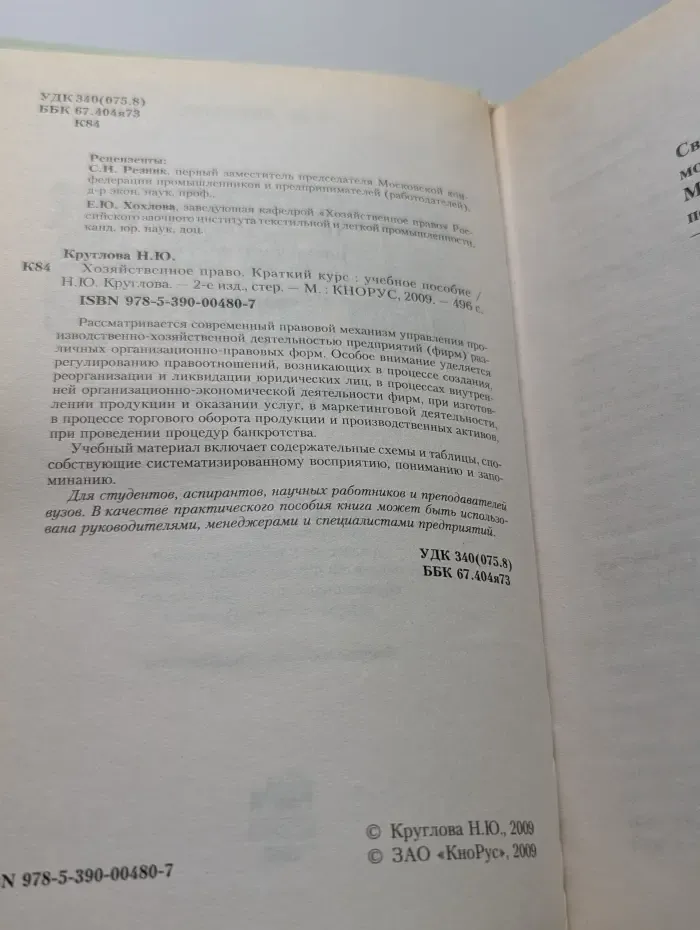 УДК 340(075.8)
ББК 67.404я73
К84
Рецензенты:
С.Н. Резник, первый заместитель председателя Московской кон-
федерации промышленников и предпринимателей (работодателей),
д-р экон. наук, проф.,
Е.Ю. Хохлова, заведующая кафедрой «Хозяйственное право» Рос-
сийского заочного института текстильной и легкой промышленности,
канд. юр. наук, доц.
Круглова Н.Ю.
К84 Хозяйственное право. Краткий курс : учебное пособие /
Н.Ю. Круглова. — 2-е изд., стер. — М. : КНОРУС, 2009. — 496 с.
ISBN 978-5-390-00480-7
Рассматривается современный правовой механизм управления про-
изводственно-хозяйственной деятельностью предприятий (фирм) раз-
личных организационно-правовых форм. Особое внимание уделяется
регулированию правоотношений, возникающих в процессе создания,
реорганизации и ликвидации юридических лиц, в процессах внутрен-
ней организационно-экономической деятельности фирм, при изготов-
лении продукции и оказании услуг, в маркетинговой деятельности,
в процессе торгового оборота продукции и производственных активов,
при проведении процедур банкротства.
Учебный материал включает содержательные схемы и таблицы, спо-
собствующие систематизированному восприятию, пониманию и запо-
минанию.
Для студентов, аспирантов, научных работников и преподавателей
вузов. В качестве практического пособия книга может быть использо-
вана руководителями, менеджерами и специалистами предприятий.
УДК 340(075.8)
ББК 67.404я73
© Круглова Н.Ю., 2009
© ЗАО «КноРус», 2009
N 978-5-390-00480-7
Св
мо
М
п